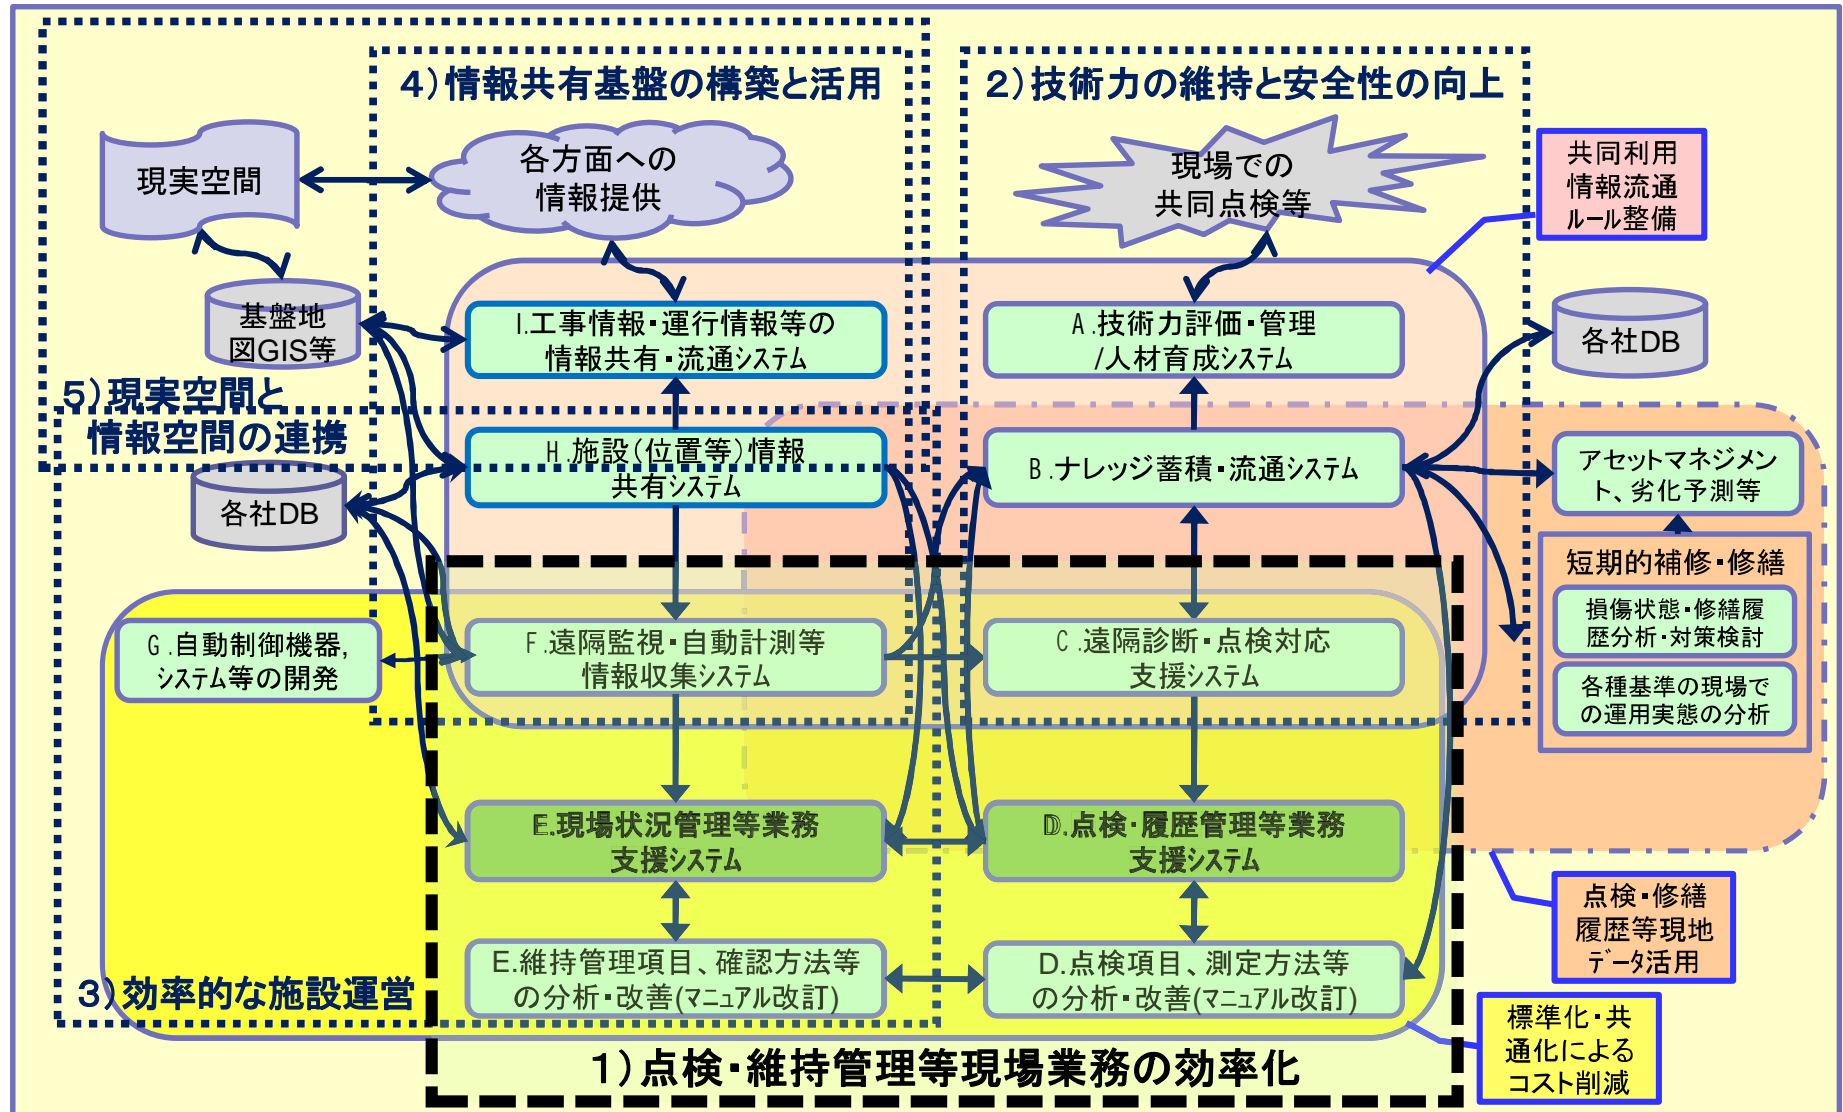 4)情報共有基盤の構築と活用
2)技術力の維持と安全性の向上
現実空間
各方面への
情報提供
現場での
共同点検等
共同利用
情報流通
ルール整備
基盤地
図GIS等
I.工事情報・運行情報等の
情報共有・流通システム
A.技術力評価・管理
/人材育成システム
各社DB
5)現実空間と
情報空間の連携
H.施設(位置等)情報
共有システム
B.ナレッジ蓄積・流通システム
アセットマネジメン
ト、劣化予測等
各社DB
短期的補修・修繕
損傷状態・修繕履
歴分析・対策検討
各種基準の現場で
の運用実態の分析
G.自動制御機器,
システム等の開発
F.遠隔監視・自動計測等
情報収集システム
C.遠隔診断・点検対応
支援システム
E.現場状況管理等業務
支援システム
D.点検・履歴管理等業務
支援システム
点検・修繕
履歴等現地
データ活用
E.維持管理項目、確認方法等
の分析・改善(マニュアル改訂)
D.点検項目、測定方法等
の分析・改善(マニュアル改訂)
3)効率的な施設運営
標準化・共
通化による
コスト削減
1)点検・維持管理等現場業務の効率化